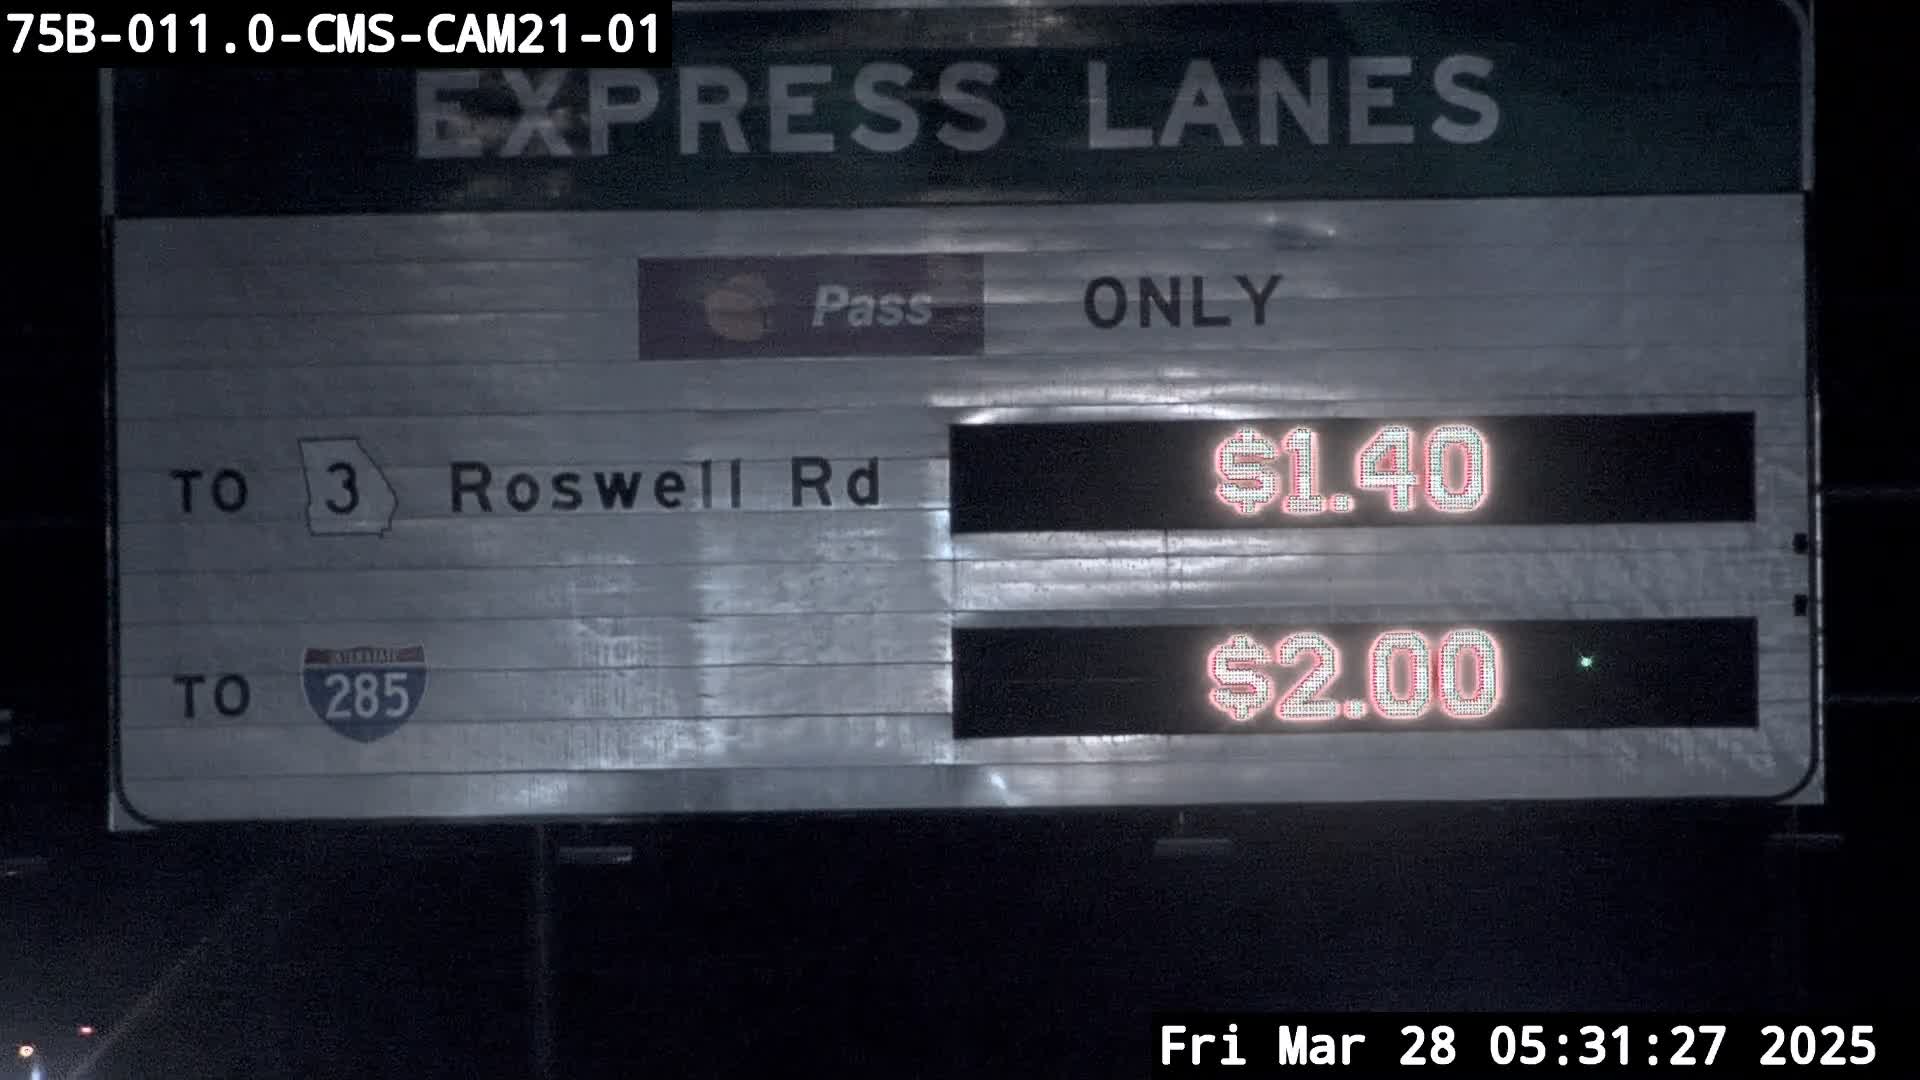 75B-011.0-CMS-CAM21-01
EXPRESS LANES
Pass ONLY
TO 3 Roswell Rd $1.40
INTERSTATE
TO 285 $2.00
Fri Mar 28 05:31:27 2025